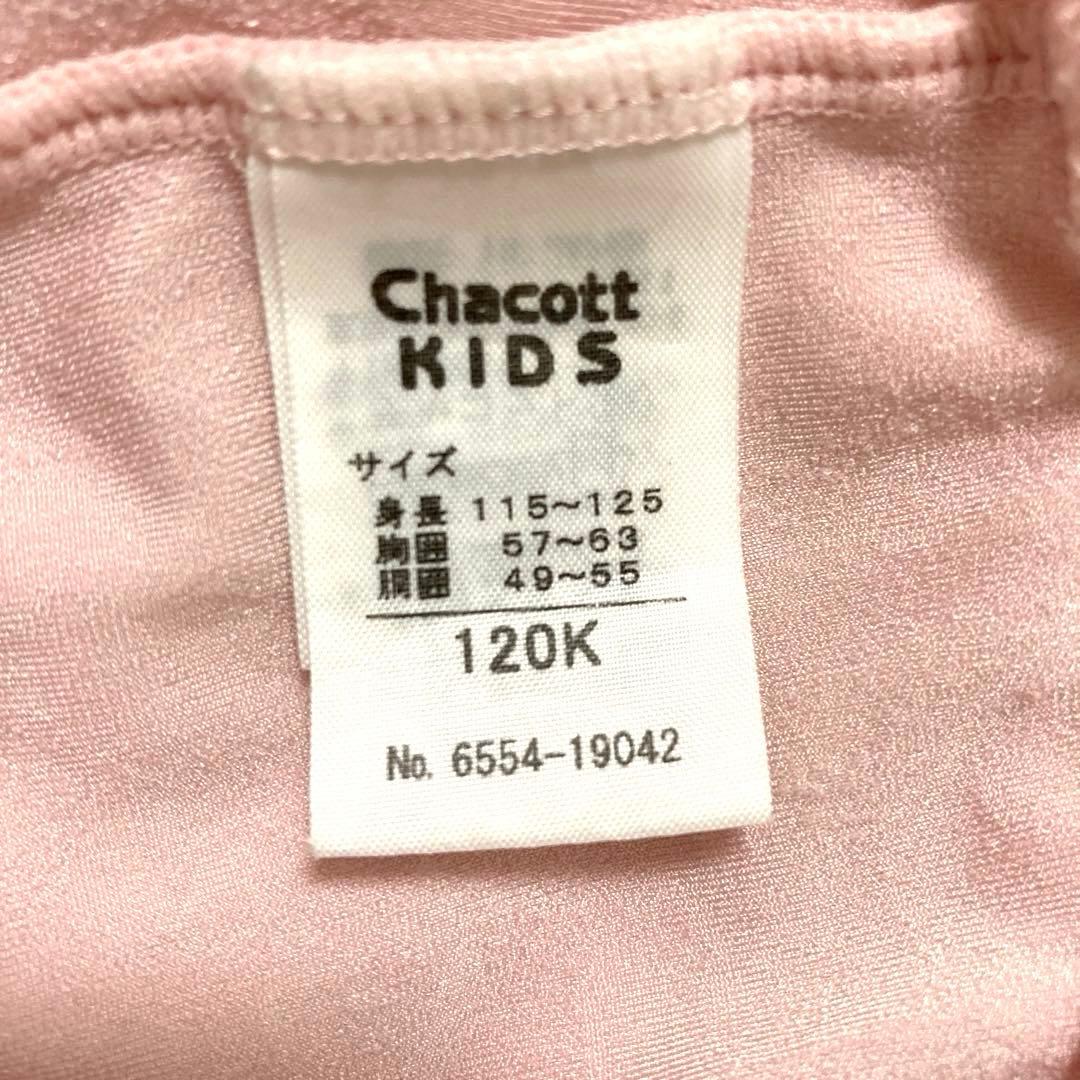 Chacott
KIDS
サイズ
身長 115~125
胸囲 57~63
胴囲 49~55
120K
No. 6554-19042